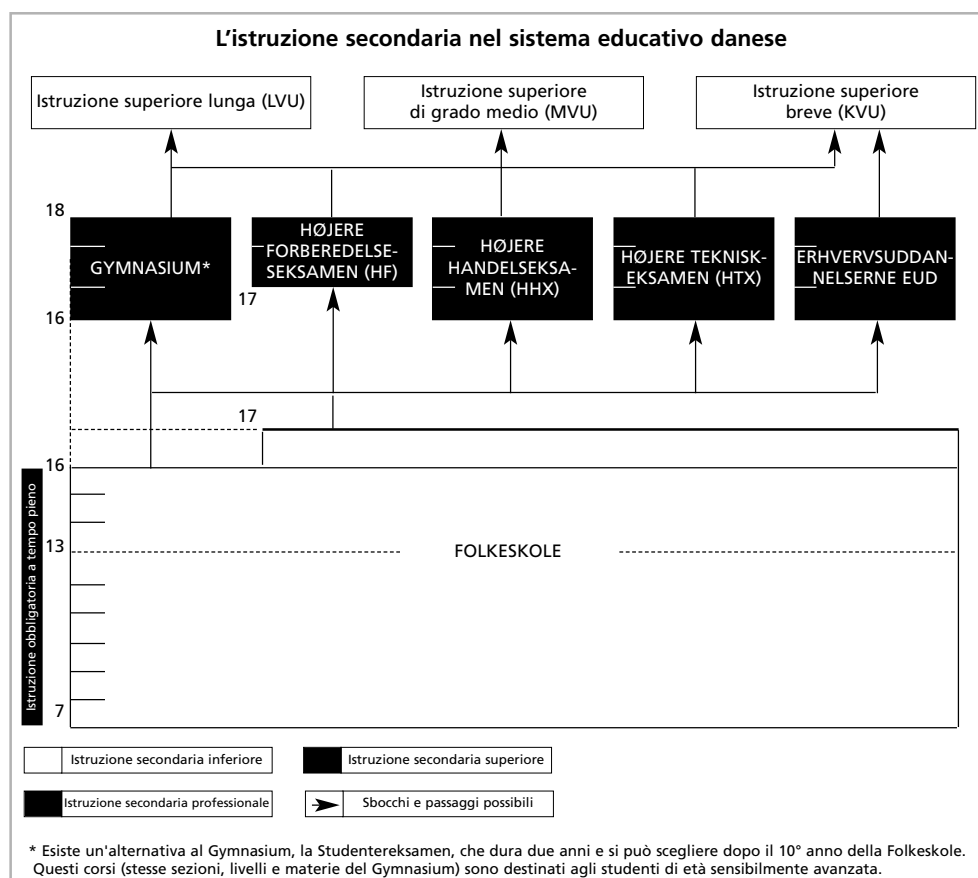 L'istruzione secondaria nel sistema educativo danese
Istruzione superiore lunga (LVU)
Istruzione superiore
di grado medio (MVU)
Istruzione superiore
breve (KVU)
18
GYMNASIUM*
HØJERE
FORBEREDELSE-
SEKSAMEN (HF)
HØJERE
HANDELSEKSA-
MEN (HHX)
HØJERE TEKNISK-
EKSAMEN (HTX)
ERHVERVSUDDAN-
NELSERNE EUD
17
16
17
16
13
FOLKESKOLE
7
Istruzione obbligatoria a tempo pieno
Istruzione secondaria inferiore
Istruzione secondaria superiore
Istruzione secondaria professionale
Sbocchi e passaggi possibili
* Esiste un'alternativa al Gymnasium, la Studentereksamen, che dura due anni e si può scegliere dopo il 10° anno della Folkeskole.
Questi corsi (stesse sezioni, livelli e materie del Gymnasium) sono destinati agli studenti di età sensibilmente avanzata.